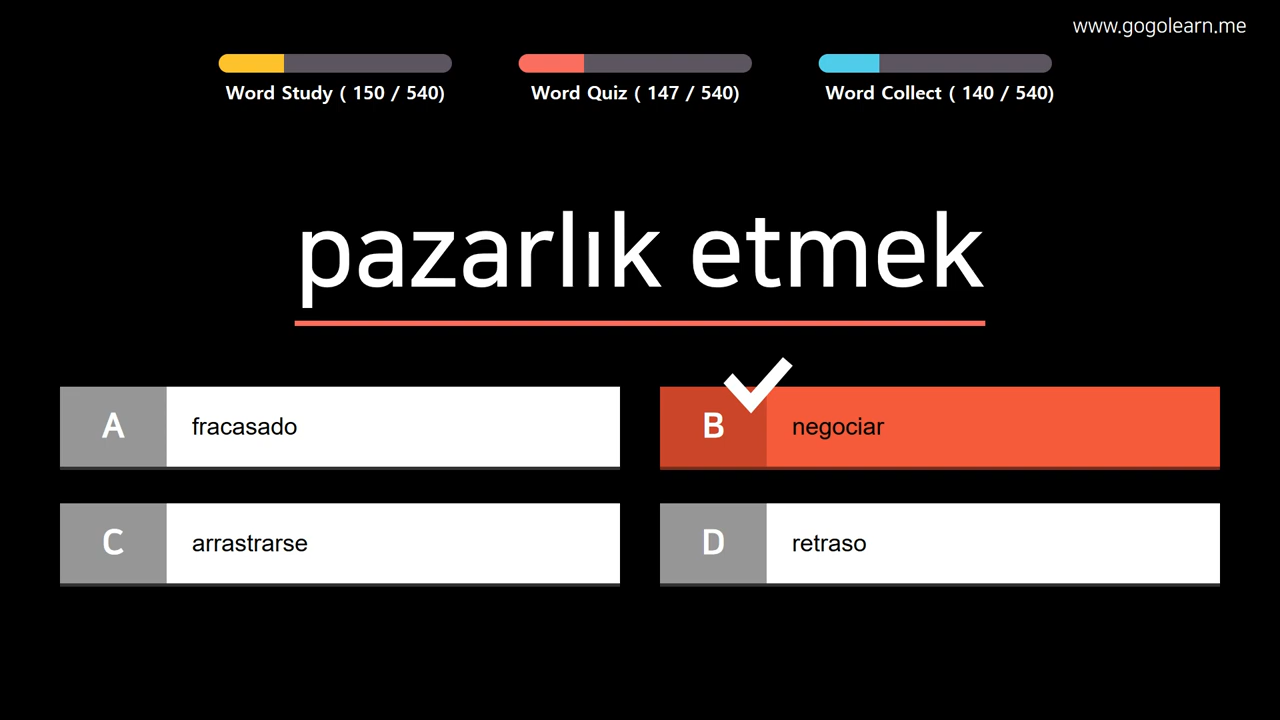 www.gogolearn.me
Word Study ( 150 / 540)
Word Quiz ( 147 / 540)
Word Collect ( 140 / 540)
pazarlık etmek
A
fracasado
B
negociar
C
arrastrarse
D
retraso